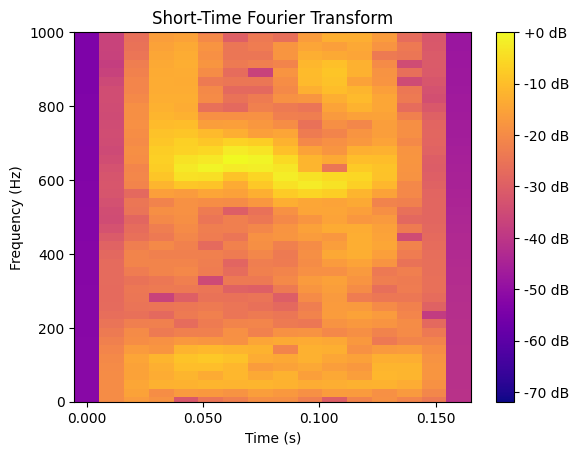 Short-Time Fourier Transform
Frequency (Hz)
1000
800
600
400
200
0
0.000
0.050
0.100
0.150
Time (s)
+0 dB
-10 dB
-20 dB
-30 dB
-40 dB
-50 dB
-60 dB
-70 dB